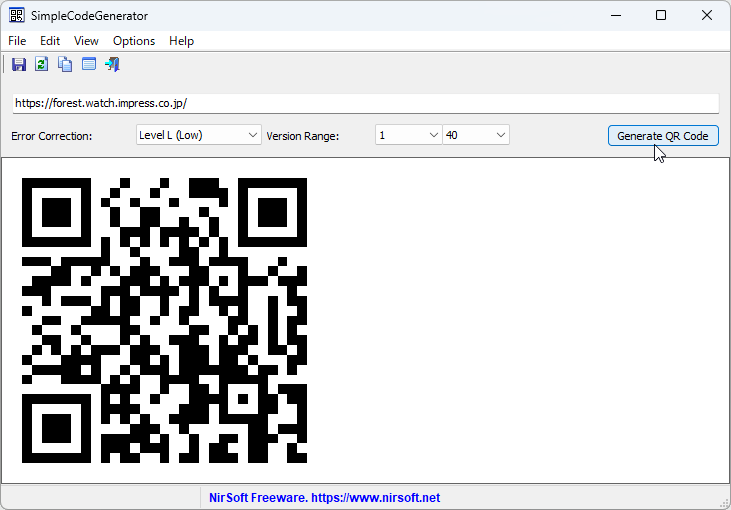 SimpleCodeGenerator
File Edit View Options Help
https://forest.watch.impress.co.jp/
Error Correction: Level L (Low) Version Range: 1 40 Generate QR Code
NirSoft Freeware. https://www.nirsoft.net